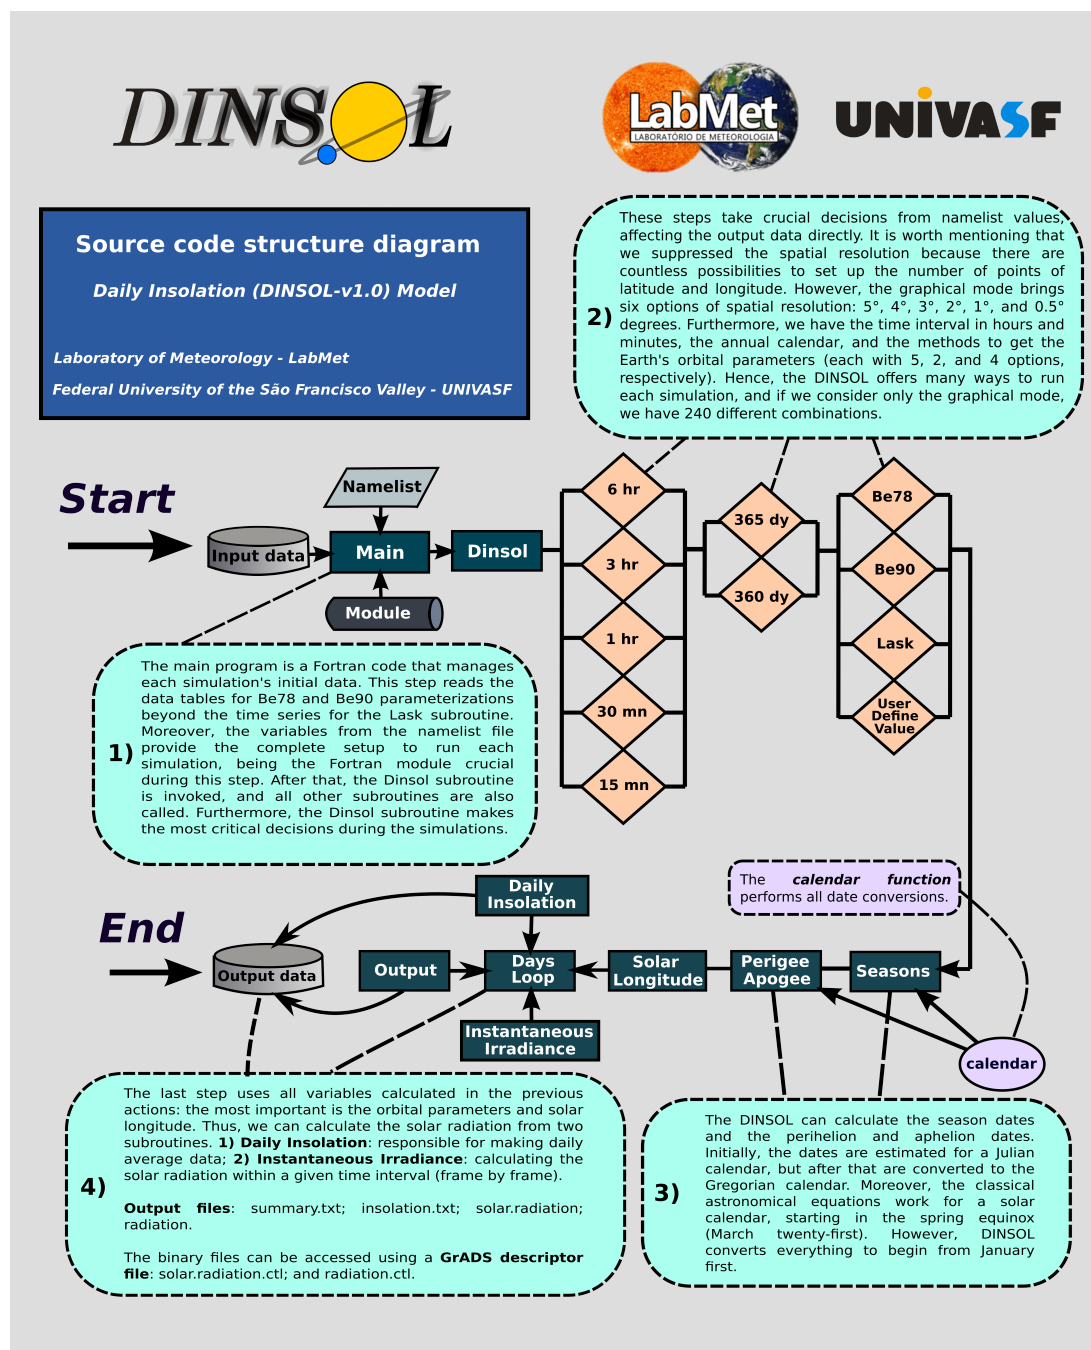 DINSOL
LabMet
LABORATÓRIO DE METEOROLOGIA
UNIVASF
Source code structure diagram
Daily Insolation (DINSOL-v1.0) Model
Laboratory of Meteorology - LabMet
Federal University of the São Francisco Valley - UNIVASF
2)
These steps take crucial decisions from namelist values,
affecting the output data directly. It is worth mentioning that
we suppressed the spatial resolution because there are
countless possibilities to set up the number of points of
latitude and longitude. However, the graphical mode brings
six options of spatial resolution: 5°, 4°, 3°, 2°, 1°, and 0.5°
degrees. Furthermore, we have the time interval in hours and
minutes, the annual calendar, and the methods to get the
Earth's orbital parameters (each with 5, 2, and 4 options,
respectively). Hence, the DINSOL offers many ways to run
each simulation, and if we consider only the graphical mode,
we have 240 different combinations.
Start
Input data
Namelist
Main
Module
Dinsol
6 hr
3 hr
1 hr
30 mn
15 mn
365 dy
360 dy
Be78
Be90
Lask
User
Define
Value
1)
The main program is a Fortran code that manages
each simulation's initial data. This step reads the
data tables for Be78 and Be90 parameterizations
beyond the time series for the Lask subroutine.
Moreover, the variables from the namelist file
provide the complete setup to run each
simulation, being the Fortran module crucial
during this step. After that, the Dinsol subroutine
is invoked, and all other subroutines are also
called. Furthermore, the Dinsol subroutine makes
the most critical decisions during the simulations.
The calendar function
performs all date conversions.
End
Output data
Output
Daily
Insolation
Days
Loop
Instantaneous
Irradiance
Solar
Longitude
Perigee
Apogee
Seasons
calendar
4)
The last step uses all variables calculated in the previous
actions: the most important is the orbital parameters and solar
longitude. Thus, we can calculate the solar radiation from two
subroutines. 1) Daily Insolation: responsible for making daily
average data; 2) Instantaneous Irradiance: calculating the
solar radiation within a given time interval (frame by frame).
Output files: summary.txt; insolation.txt; solar.radiation;
radiation.
The binary files can be accessed using a GrADS descriptor
file: solar.radiation.ctl; and radiation.ctl.
3)
The DINSOL can calculate the season dates
and the perihelion and aphelion dates.
Initially, the dates are estimated for a Julian
calendar, but after that are converted to the
Gregorian calendar. Moreover, the classical
astronomical equations work for a solar
calendar, starting in the spring equinox
(March twenty-first). However, DINSOL
converts everything to begin from January
first.